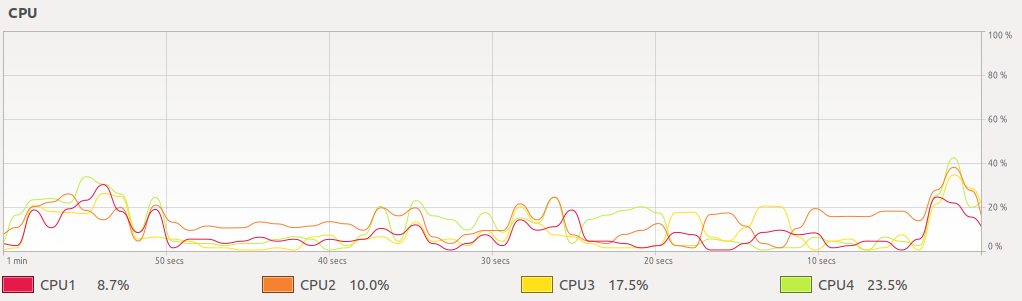 CPU
100 %
80 %
60 %
40 %
20 %
0 %
1 min 50 secs 40 secs 30 secs 20 secs 10 secs
CPU1 8.7% CPU2 10.0% CPU3 17.5% CPU4 23.5%